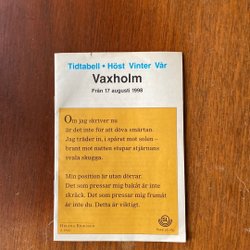 Tidtabell • Höst Vinter Vår
Vaxholm
Från 17 augusti 1998
Om jag skriver nu
är det inte för att döva smärtan.
Jag träder in, i spåret mot solen –
brant mot natten stupar stjärnans
svala skugga.
Min position är utan dörrar.
Det som pressar mig bakåt är inte
skräck. Det som pressar mig framåt
är inte du. Detta är viktigt.